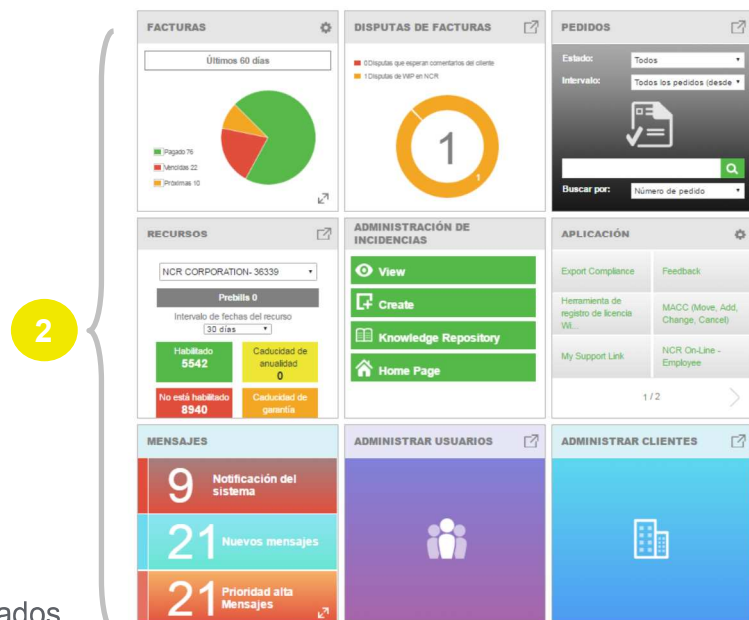 FACTURAS
Últimos 60 días
Pagado 76
Vencidas 22
Próximas 10
DISPUTAS DE FACTURAS
0 Disputas que esperan comentarios del cliente
1 Disputas de WIP en NCR
1
1
PEDIDOS
Estado:
Todos
Intervalo:
Todos los pedidos (desde
Buscar por:
Número de pedido
2
RECURSOS
NCR CORPORATION- 36339
Prebills 0
Intervalo de fechas del recurso
30 días
Habilitado
5542
Caducidad de
anualidad
0
No está habilitado
8940
Caducidad de
garantía
ADMINISTRACIÓN DE
INCIDENCIAS
View
Create
Knowledge Repository
Home Page
APLICACIÓN
Export Compliance
Feedback
Herramienta de
registro de licencia
Wi...
MACC (Move, Add,
Change, Cancel)
My Support Link
NCR On-Line -
Employee
1 / 2
MENSAJES
9
Notificación del
sistema
21
Nuevos mensajes
21
Prioridad alta
Mensajes
ADMINISTRAR USUARIOS
ADMINISTRAR CLIENTES
ados